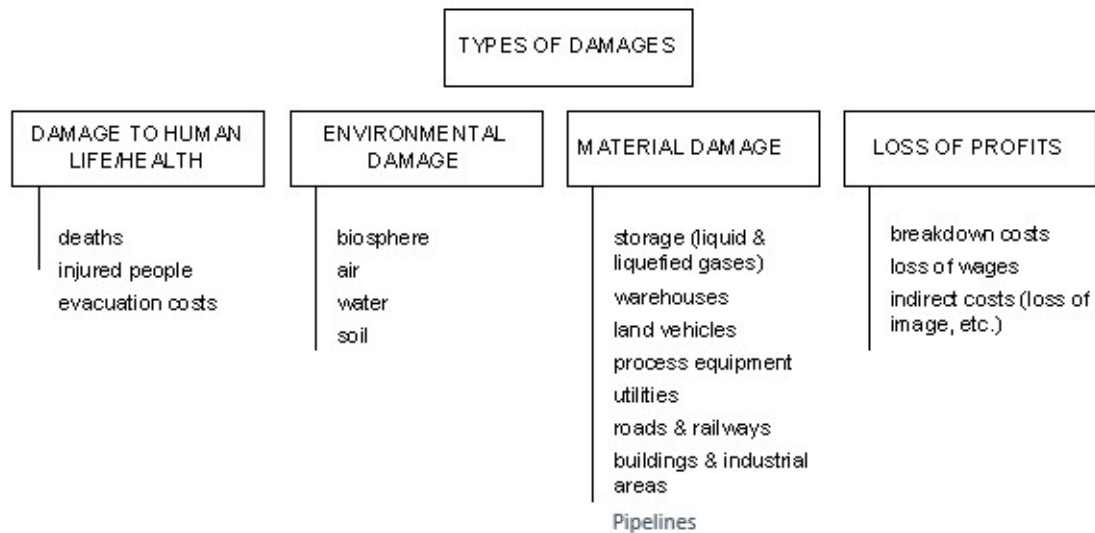 TYPES OF DAMAGES
DAMAGE TO HUMAN
LIFE/HEALTH
deaths
injured people
evacuation costs
ENVIRONMENTAL
DAMAGE
biosphere
air
water
soil
MATERIAL DAMAGE
storage (liquid &
liquefied gases)
warehouses
land vehicles
process equipment
utilities
roads & railways
buildings & industrial
areas
Pipelines
LOSS OF PROFITS
breakdown costs
loss of wages
indirect costs (loss of
image, etc.)